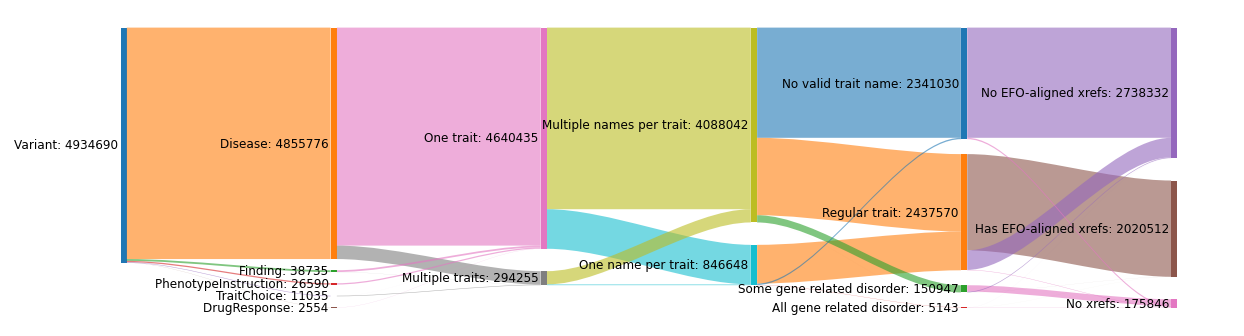 Variant: 4934690
Disease: 4855776
Finding: 38735
PhenotypeInstruction: 26590
TraitChoice: 11035
DrugResponse: 2554
One trait: 4640435
Multiple traits: 294255
Multiple names per trait: 4088042
One name per trait: 846648
No valid trait name: 2341030
Regular trait: 2437570
Some gene related disorder: 150947
All gene related disorder: 5143
No EFO-aligned xrefs: 2738332
Has EFO-aligned xrefs: 2020512
No xrefs: 175846